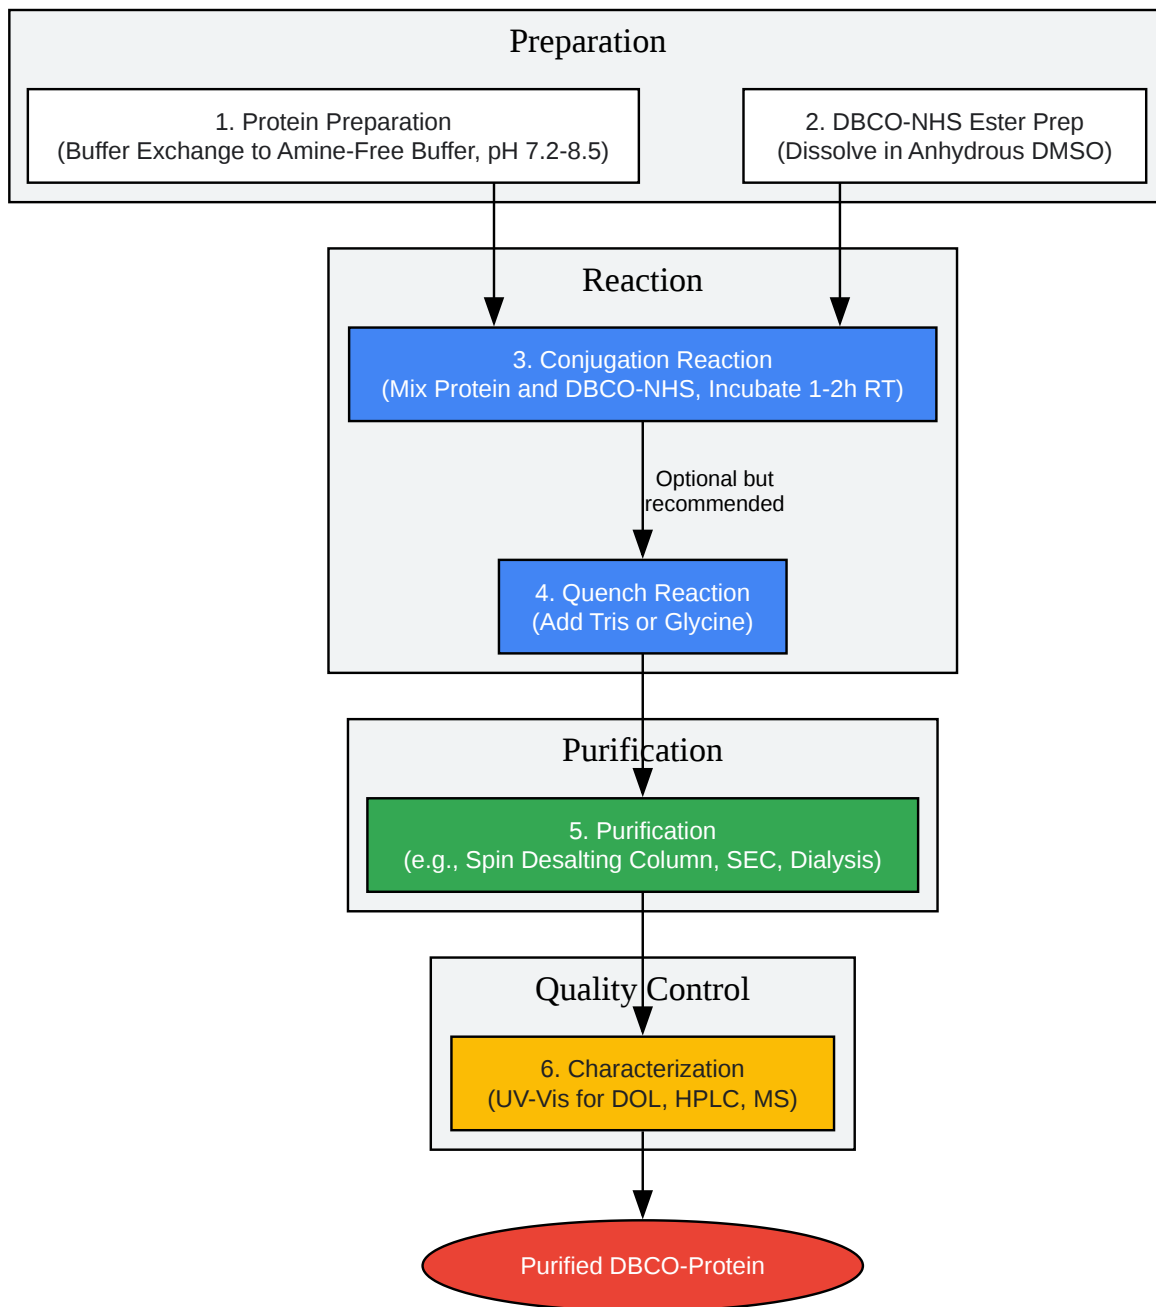 Preparation
1. Protein Preparation
(Buffer Exchange to Amine-Free Buffer, pH 7.2-8.5)
2. DBCO-NHS Ester Prep
(Dissolve in Anhydrous DMSO)
Reaction
3. Conjugation Reaction
(Mix Protein and DBCO-NHS, Incubate 1-2h RT)
Optional but
recommended
4. Quench Reaction
(Add Tris or Glycine)
Purification
5. Purification
(e.g., Spin Desalting Column, SEC, Dialysis)
Quality Control
6. Characterization
(UV-Vis for DOL, HPLC, MS)
Purified DBCO-Protein